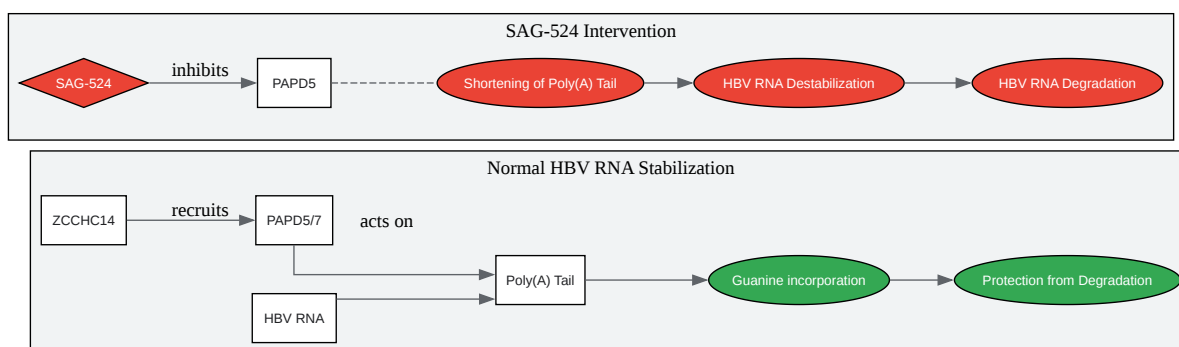 SAG-524 Intervention
SAG-524
inhibits
PAPD5
Shortening of Poly(A) Tail
HBV RNA Destabilization
HBV RNA Degradation
Normal HBV RNA Stabilization
ZCCHC14
recruits
PAPD5/7
acts on
Poly(A) Tail
Guanine incorporation
Protection from Degradation
HBV RNA